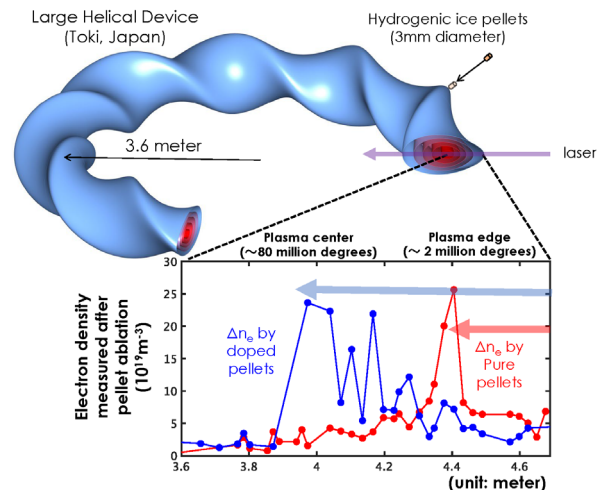 Large Helical Device
(Toki, Japan)
Hydrogenic ice pellets
(3mm diameter)
3.6 meter
laser
Plasma center
(～80 million degrees)
Plasma edge
(～ 2 million degrees)
Electron density
measured after
pellet ablation
(10¹⁹m⁻³)
30
25
20
15
10
5
0
Δnₑ by
doped
pellets
Δnₑ by
Pure
pellets
3.6
3.8
4
4.2
4.4
4.6
(unit: meter)